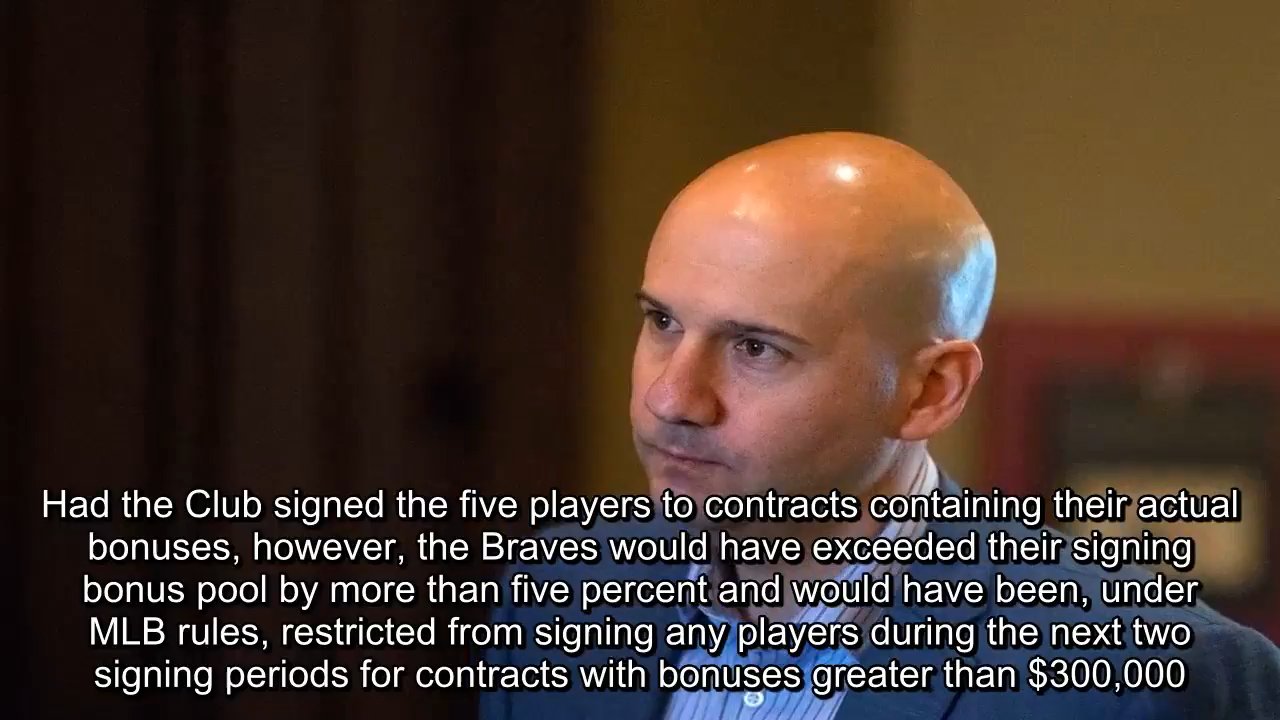 Had the Club signed the five players to contracts containing their actual
bonuses, however, the Braves would have exceeded their signing
bonus pool by more than five percent and would have been, under
MLB rules, restricted from signing any players during the next two
signing periods for contracts with bonuses greater than $300,000